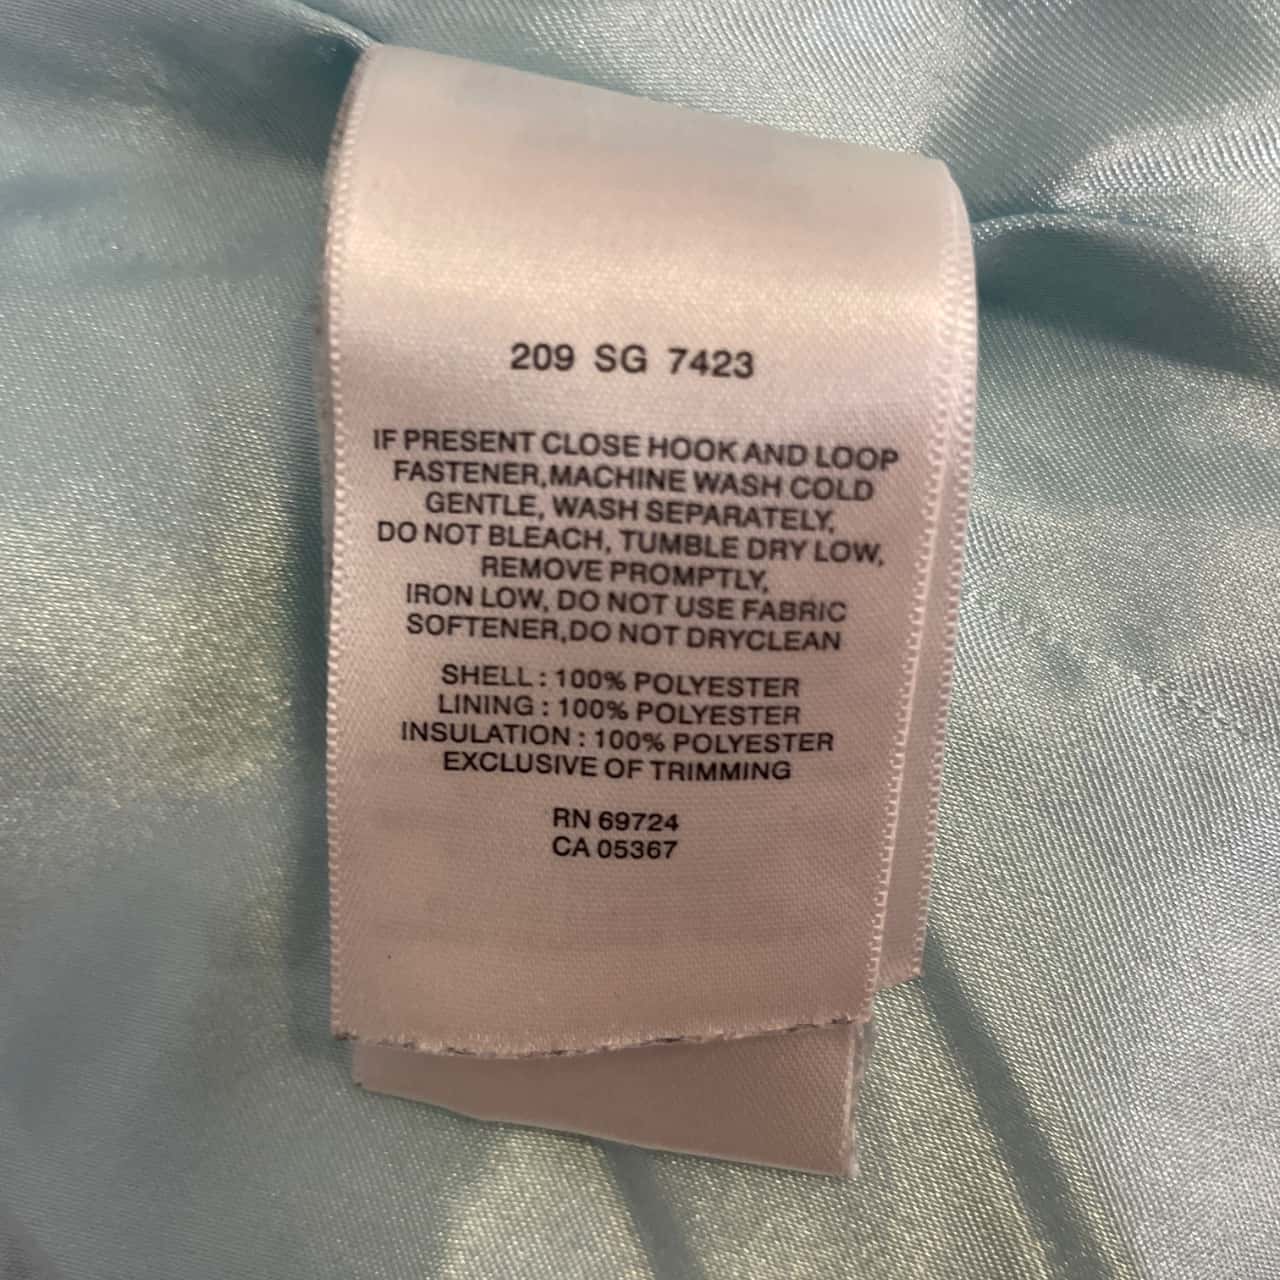 209 SG 7423
IF PRESENT CLOSE HOOK AND LOOP
FASTENER,MACHINE WASH COLD
GENTLE, WASH SEPARATELY,
DO NOT BLEACH, TUMBLE DRY LOW,
REMOVE PROMPTLY,
IRON LOW, DO NOT USE FABRIC
SOFTENER,DO NOT DRYCLEAN
SHELL : 100% POLYESTER
LINING : 100% POLYESTER
INSULATION : 100% POLYESTER
EXCLUSIVE OF TRIMMING
RN 69724
CA 05367